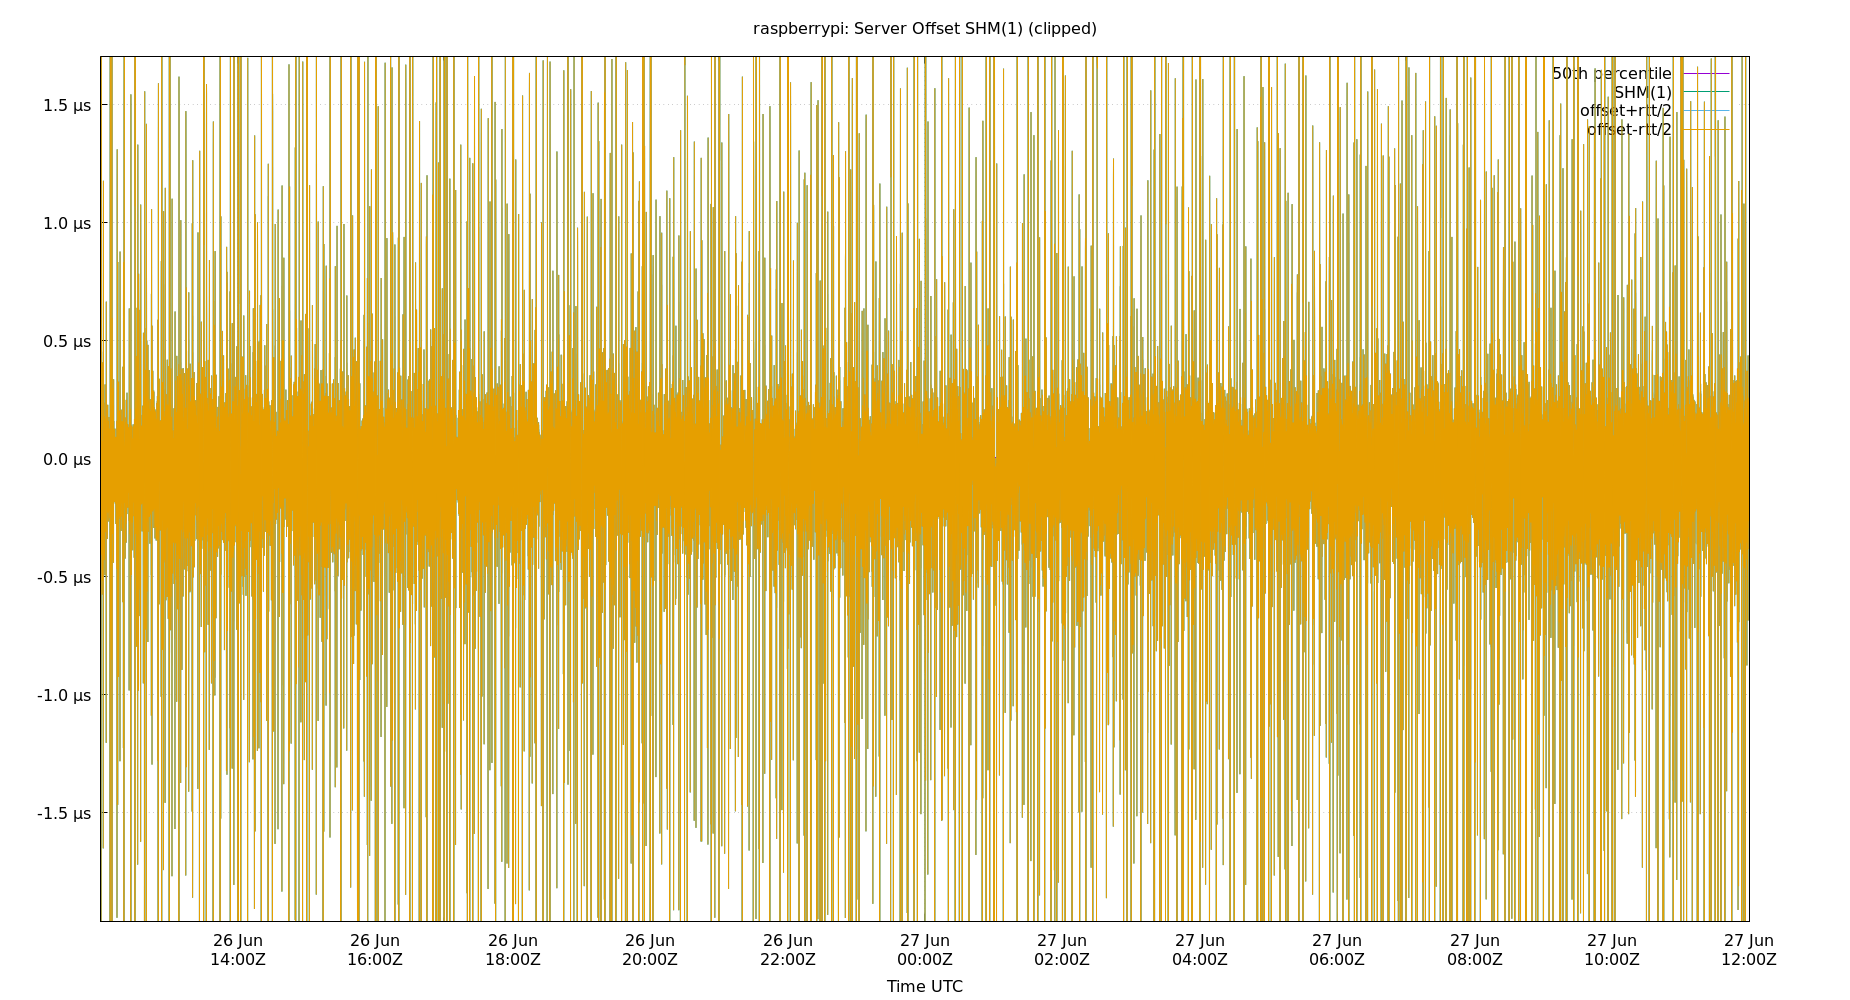 raspberrypi: Server Offset SHM(1) (clipped)
50th percentile
SHM(1)
offset+rtt/2
offset-rtt/2
1.5 µs
1.0 µs
0.5 µs
0.0 µs
-0.5 µs
-1.0 µs
-1.5 µs
26 Jun 26 Jun 26 Jun 26 Jun 26 Jun 27 Jun 27 Jun 27 Jun 27 Jun 27 Jun 27 Jun 27 Jun
14:00Z 16:00Z 18:00Z 20:00Z 22:00Z 00:00Z 02:00Z 04:00Z 06:00Z 08:00Z 10:00Z 12:00Z
Time UTC